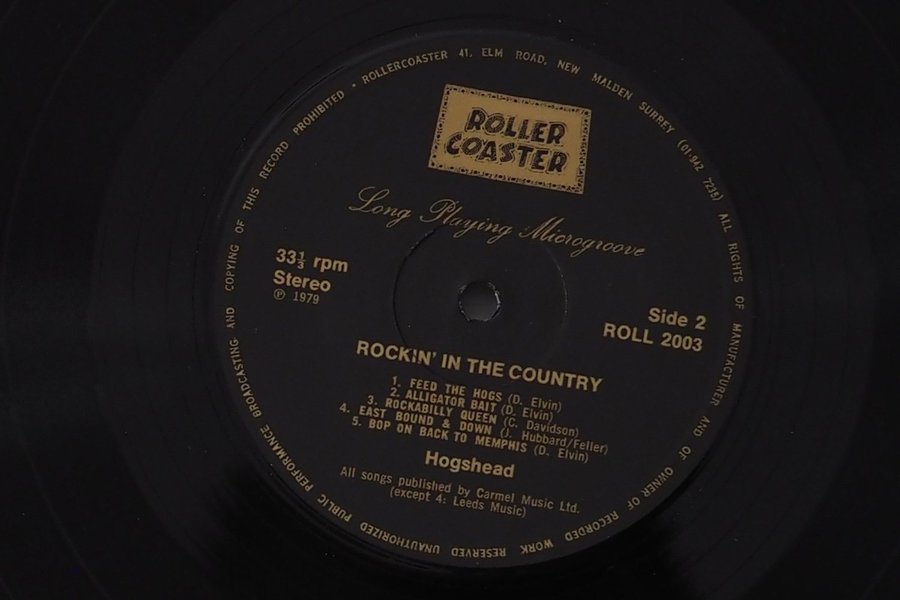 ROLLERCOASTER 41, ELM ROAD, NEW MALDEN SURREY (01-942 7235) ALL RIGHTS OF MANUFACTURER AND OF OWNER OF RECORDED WORK RESERVED UNAUTHORIZED PUBLIC PERFORMANCE BROADCASTING AND COPYING OF THIS RECORD PROHIBITED •
ROLLER
COASTER
Long Playing Microgroove
33⅓ rpm
Stereo
℗ 1979
Side 2
ROLL 2003
ROCKIN' IN THE COUNTRY
1. FEED THE HOGS (D. Elvin)
2. ALLIGATOR BAIT (D. Elvin)
3. ROCKABILLY QUEEN (C. Davidson)
4. EAST BOUND & DOWN (J. Hubbard/Feller)
5. BOP ON BACK TO MEMPHIS (D. Elvin)
Hogshead
All songs published by Carmel Music Ltd.
(except 4: Leeds Music)